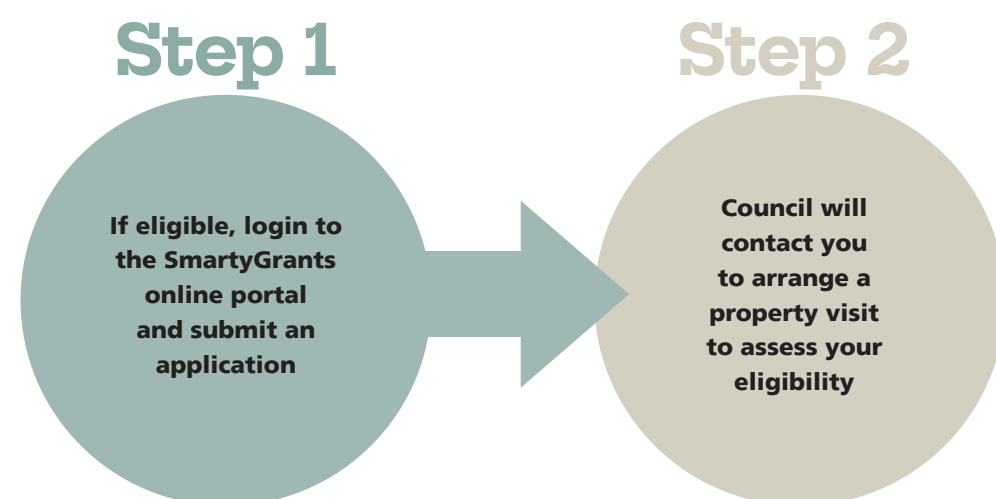 Step 1
If eligible, login to
the SmartyGrants
online portal
and submit an
application
Step 2
Council will
contact you
to arrange a
property visit
to assess your
eligibility